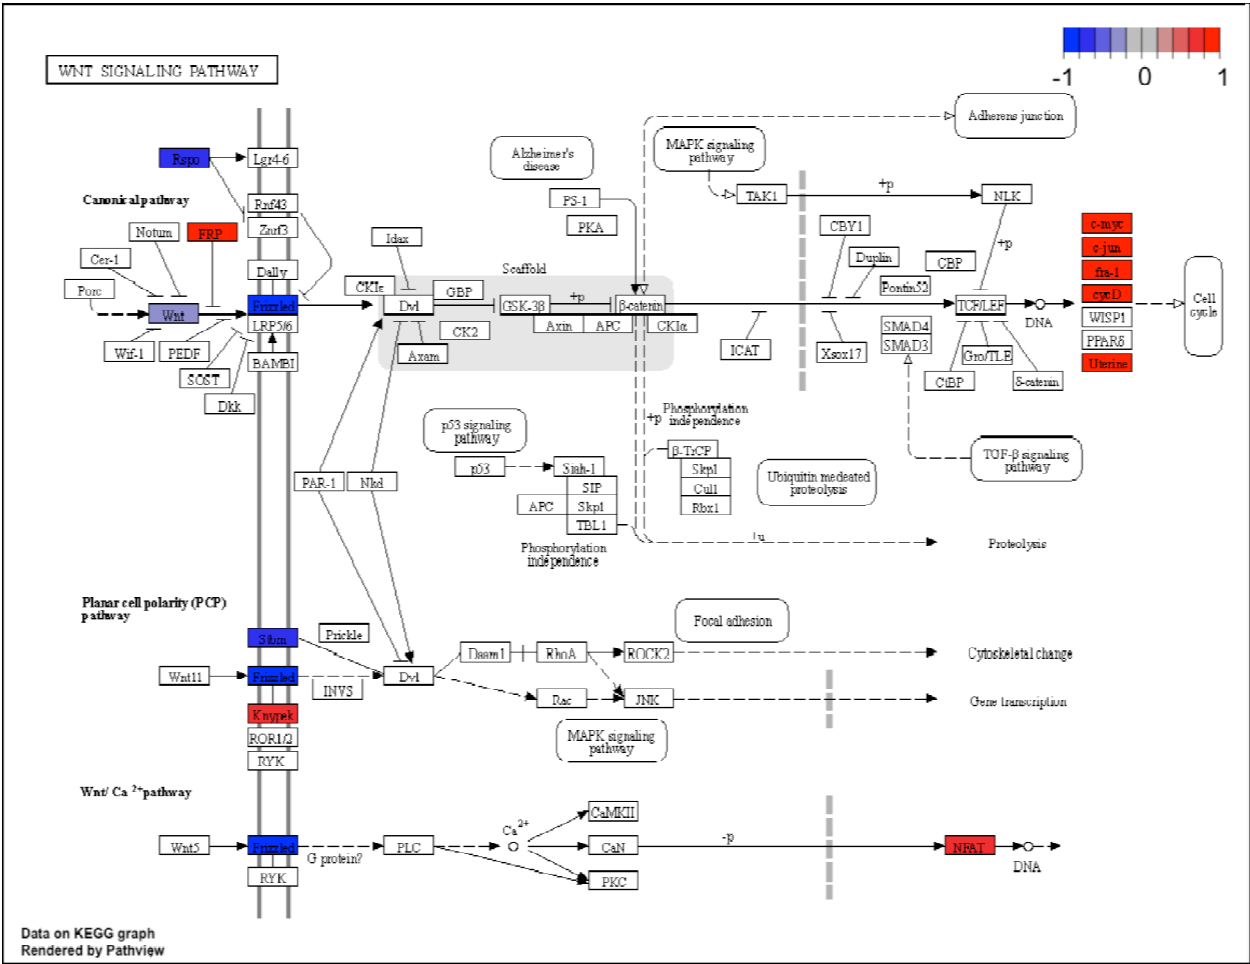 WNT SIGNALING PATHWAY
-1 0 1
Adherens junction
Alzheimer's
disease
MAPK signaling
pathway
Rspo
Lgr4-6
Canonical pathway
Rnf43
Znrf3
Notum
FRP
Cer-1
Porc
Wnt
Wif-1
PEDF
SOST
Dkk
Dally
Frizzled
LRP5/6
BAMBI
Idax
CKIε
Dvl
GBP
CK2
Axam
Scaffold
PS-1
PKA
GSK-3β
+p
β-catenin
Axin
APC
CKIα
TAK1
+p
NLK
+p
CBY1
Duplin
CBP
Pontin52
ICAT
Xsox17
SMAD4
SMAD3
TCF/LEF
Gro/TLE
CtBP
δ-catenin
DNA
c-myc
c-jun
fra-1
cycD
WISP1
PPARδ
Uterine
Cell
cycle
TGF-β signaling
pathway
p53 signaling
pathway
p53
Siah-1
SIP
APC
Skp1
TBL1
Phosphorylation
independence
+p
Phosphorylation
independence
β-TrCP
Skp1
Cul1
Rbx1
Ubiquitin medeated
proteolysis
+u
Proteolysis
PAR-1
Nkd
Planar cell polarity (PCP)
pathway
Stbm
Prickle
Wnt11
Frizzled
INVS
Dvl
Knypek
ROR1/2
RYK
Daam1
RhoA
ROCK2
Focal adhesion
Cytoskeletal change
Rac
JNK
Gene transcription
MAPK signaling
pathway
Wnt/ Ca 2+ pathway
Wnt5
Frizzled
RYK
G protein?
PLC
Ca2+
CaMKII
CaN
PKC
-p
NFAT
DNA
Data on KEGG graph
Rendered by Pathview